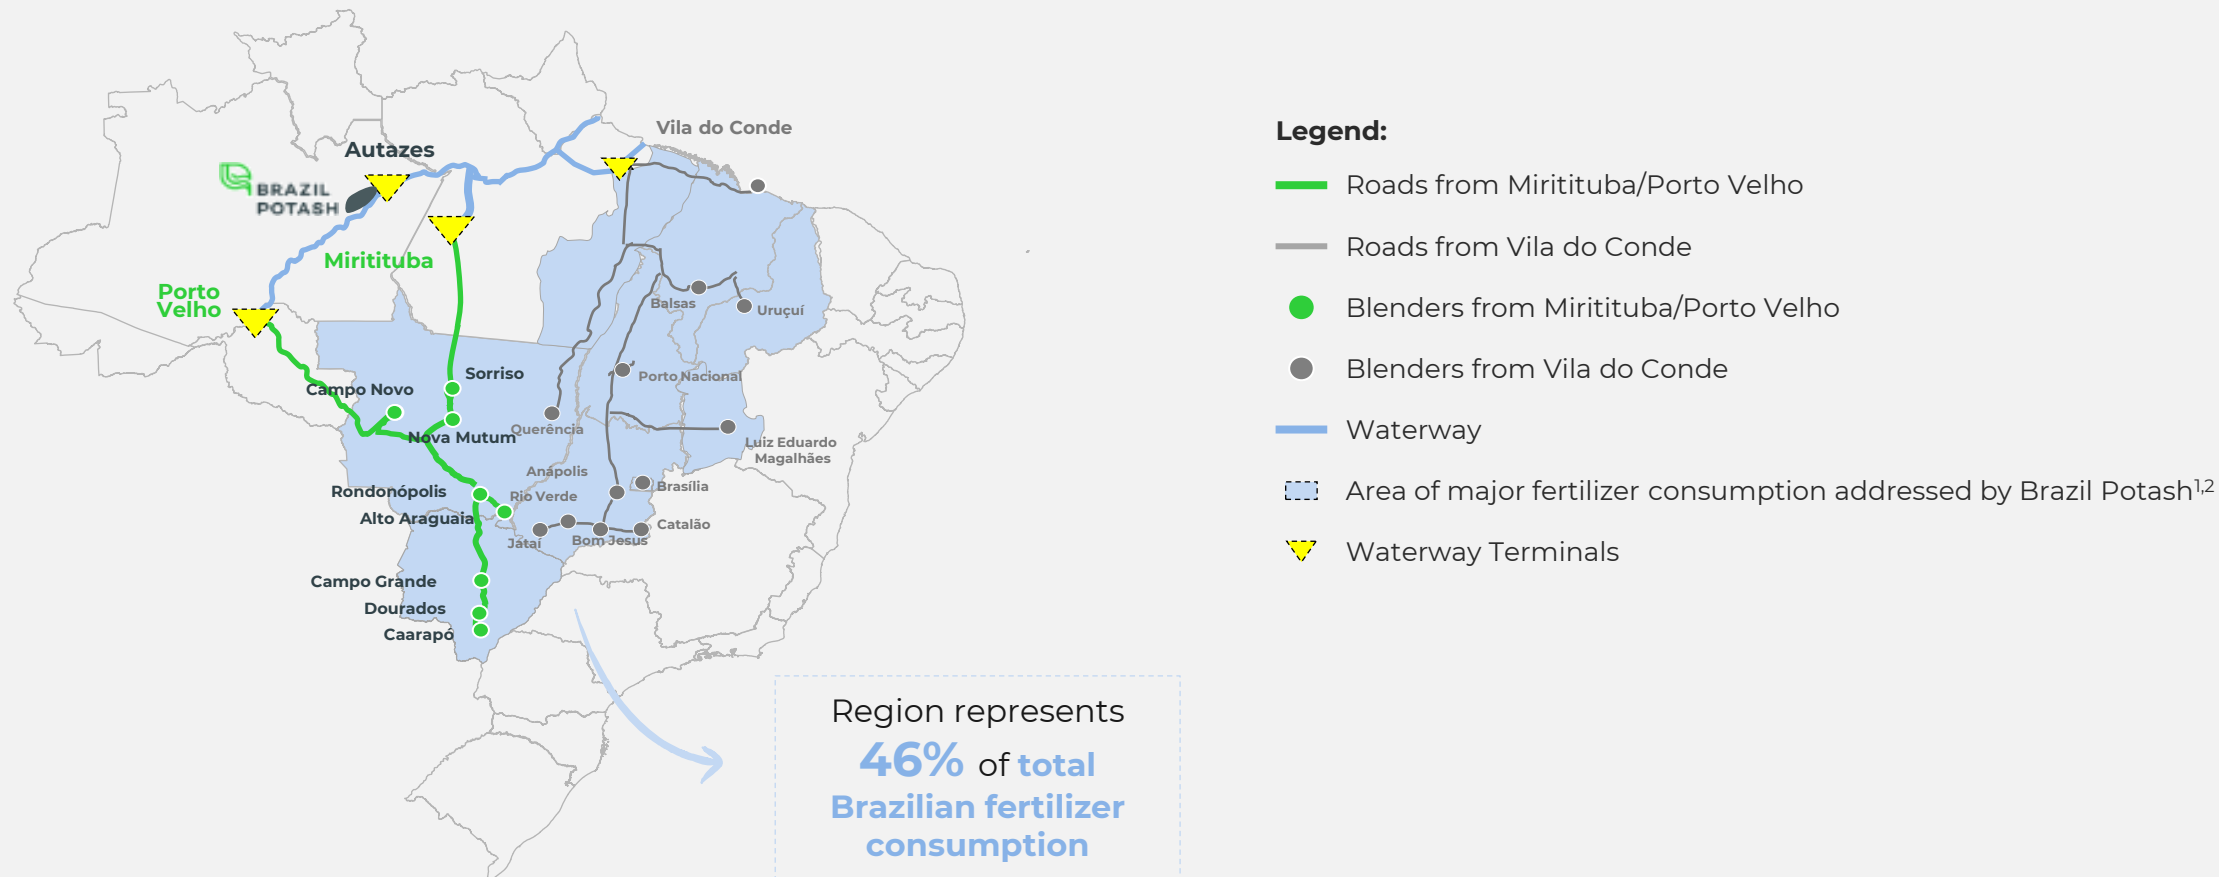 Vila do Conde
Autazes
BRAZIL
POTASH
Miritituba
Porto
Velho
Balsas
Uruçuí
Sorriso
Porto Nacional
Campo Novo
Querência
Nova Mutum
Luiz Eduardo
Magalhães
Anápolis
Brasília
Rondonópolis
Rio Verde
Alto Araguaia
Catalão
Jataí
Bom Jesus
Campo Grande
Dourados
Caarapó
Region represents
46% of total
Brazilian fertilizer
consumption
Legend:
Roads from Miritituba/Porto Velho
Roads from Vila do Conde
Blenders from Miritituba/Porto Velho
Blenders from Vila do Conde
Waterway
Area of major fertilizer consumption addressed by Brazil Potash¹,²
Waterway Terminals